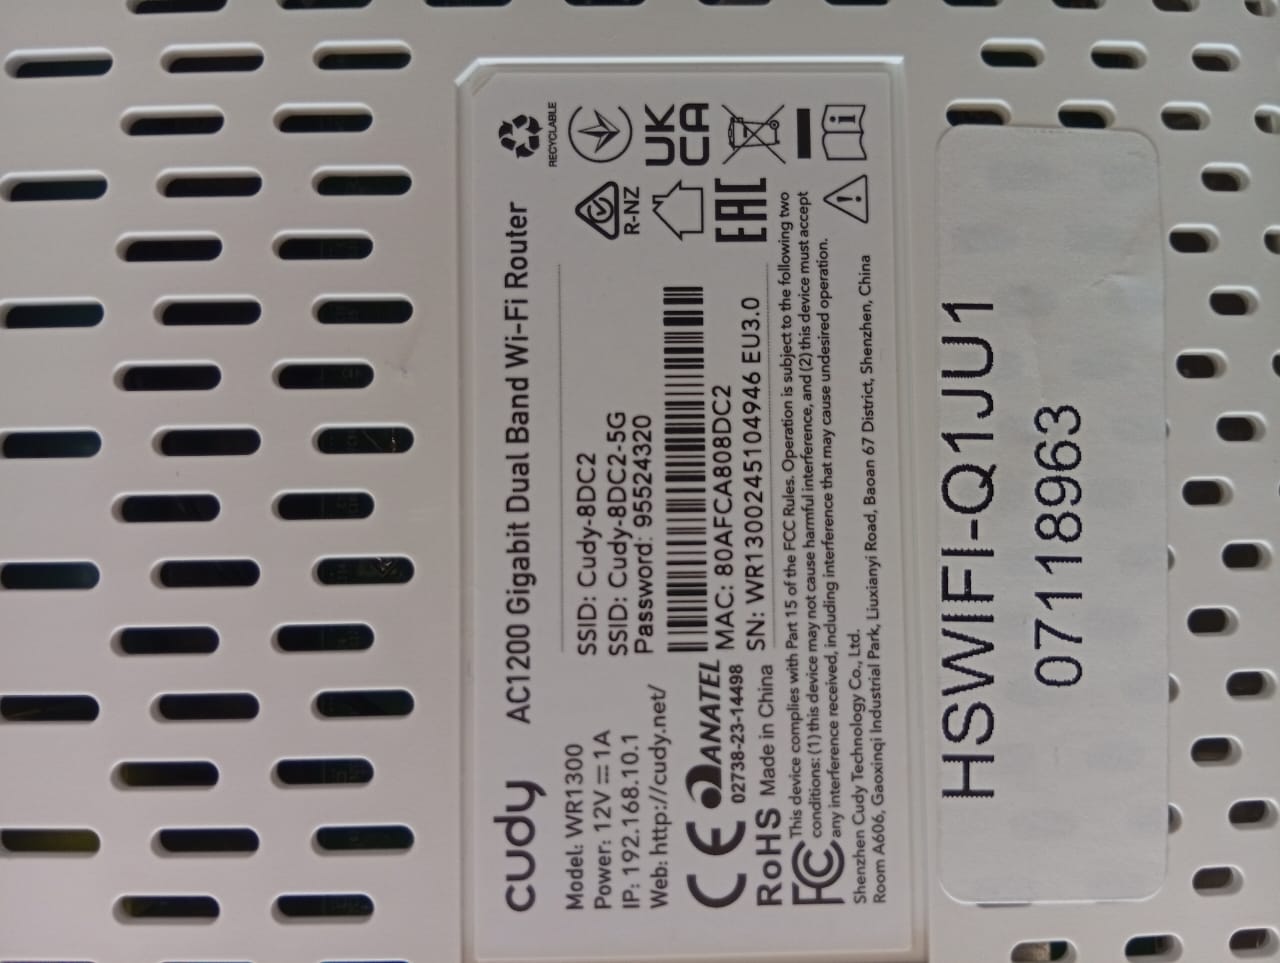 cudy AC1200 Gigabit Dual Band Wi-Fi Router
RECYCLABLE
Model: WR1300
Power: 12V⎓1A
IP: 192.168.10.1
Web: http://cudy.net/
SSID: Cudy-8DC2
SSID: Cudy-8DC2-5G
Password: 95524320
R-NZ
UK
CA
EAC
CE
ANATEL
02738-23-14498
MAC: 80AFCA808DC2
SN: WR1300245104946 EU3.0
RoHS Made in China
FC
This device complies with Part 15 of the FCC Rules. Operation is subject to the following two
conditions: (1) this device may not cause harmful interference, and (2) this device must accept
any interference received, including interference that may cause undesired operation.
Shenzhen Cudy Technology Co., Ltd.
Room A606, Gaoxinqi Industrial Park, Liuxianyi Road, Baoan 67 District, Shenzhen, China
HSWIFI-Q1JU1
07118963